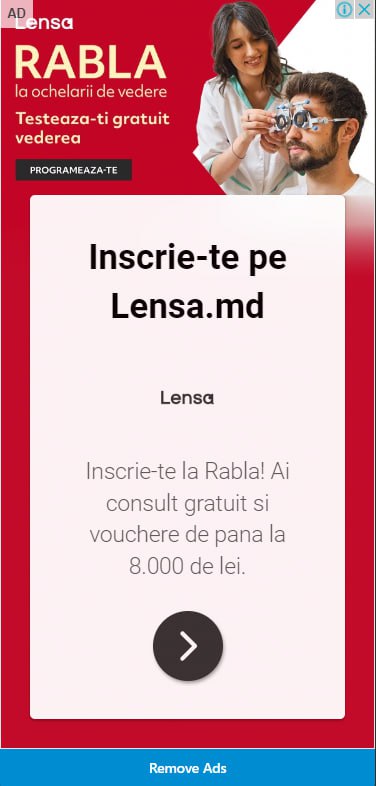 AD
Lensa
RABLA
la ochelarii de vedere
Testeaza-ti gratuit
vederea
PROGRAMEAZA-TE
Inscrie-te pe
Lensa.md
Lensa
Inscrie-te la Rabla! Ai
consult gratuit si
vouchere de pana la
8.000 de lei.
Remove Ads